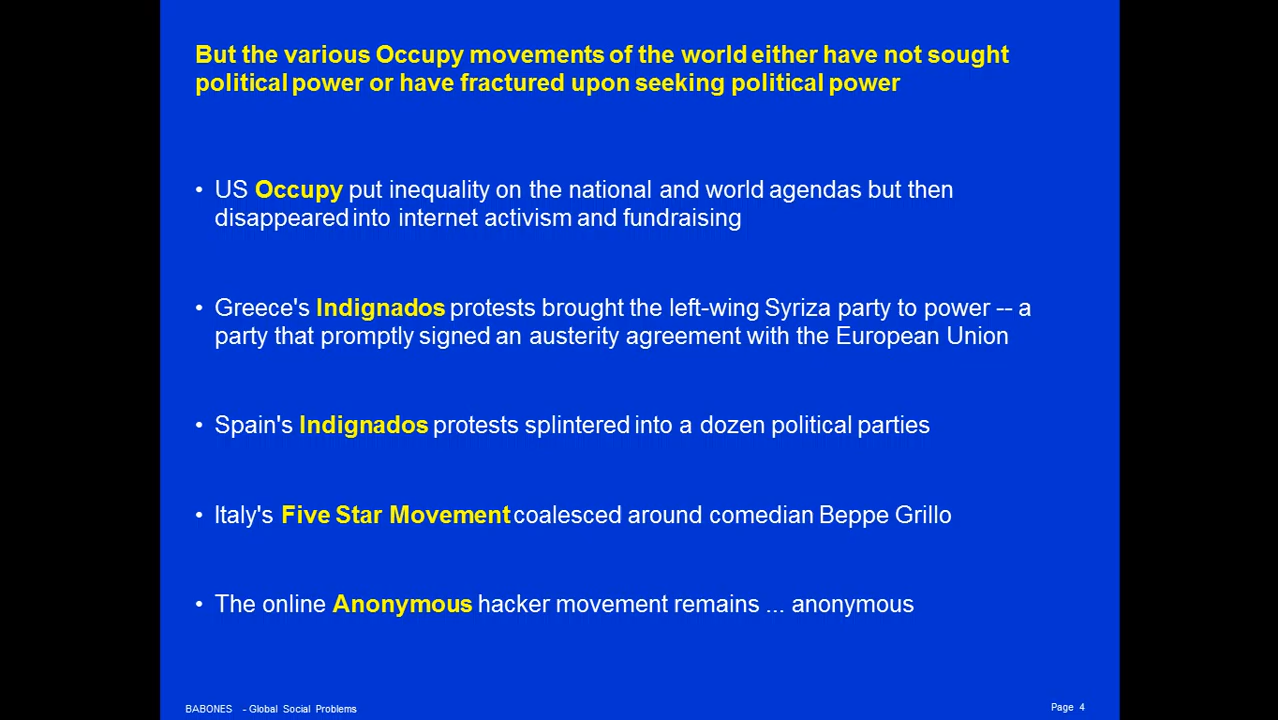 But the various Occupy movements of the world either have not sought
political power or have fractured upon seeking political power
• US Occupy put inequality on the national and world agendas but then
disappeared into internet activism and fundraising
• Greece's Indignados protests brought the left-wing Syriza party to power -- a
party that promptly signed an austerity agreement with the European Union
• Spain's Indignados protests splintered into a dozen political parties
• Italy's Five Star Movement coalesced around comedian Beppe Grillo
• The online Anonymous hacker movement remains ... anonymous
BABONES - Global Social Problems
Page 4